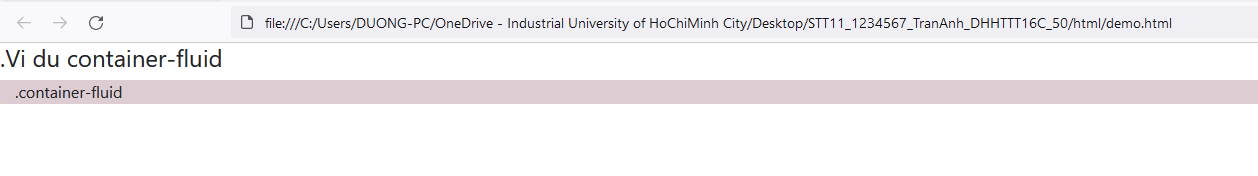 file:///C:/Users/DUONG-PC/OneDrive - Industrial University of HoChiMinh City/Desktop/STT11_1234567_TranAnh_DHHTTT16C_50/html/demo.html
.Vi du container-fluid
.container-fluid